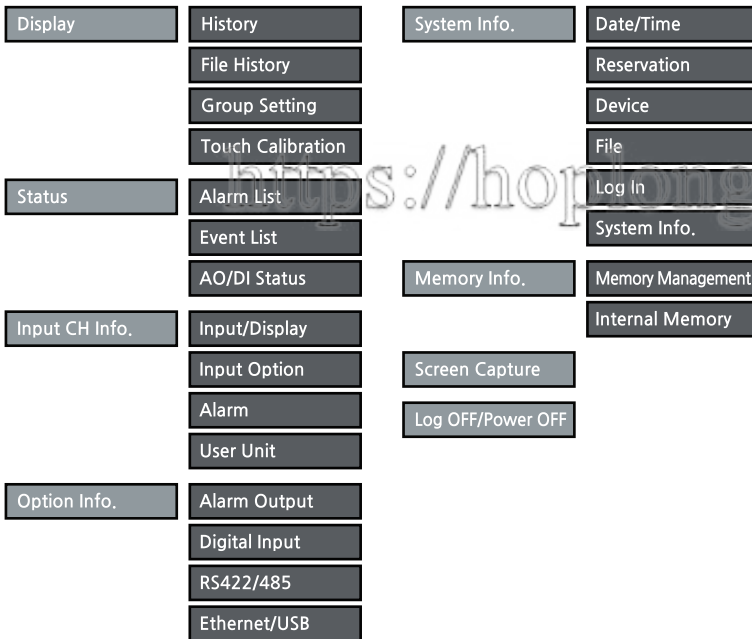 Display
History
File History
Group Setting
Touch Calibration
Status
Alarm List
Event List
AO/DI Status
Input CH Info.
Input/Display
Input Option
Alarm
User Unit
Option Info.
Alarm Output
Digital Input
RS422/485
Ethernet/USB
System Info.
Date/Time
Reservation
Device
File
Log In
System Info.
Memory Info.
Memory Management
Internal Memory
Screen Capture
Log OFF/Power OFF
https://hoplong